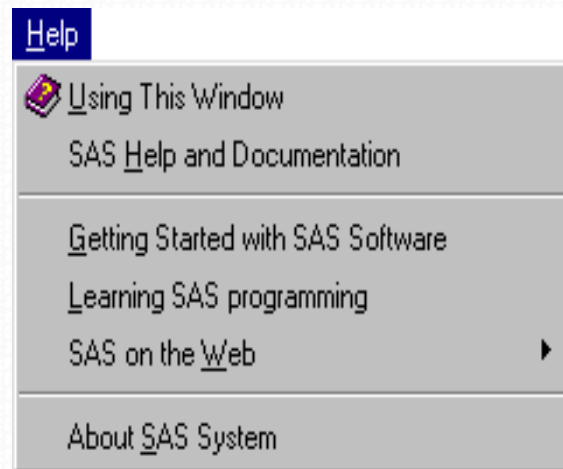 Help
Using This Window
SAS Help and Documentation
Getting Started with SAS Software
Learning SAS programming
SAS on the Web
About SAS System